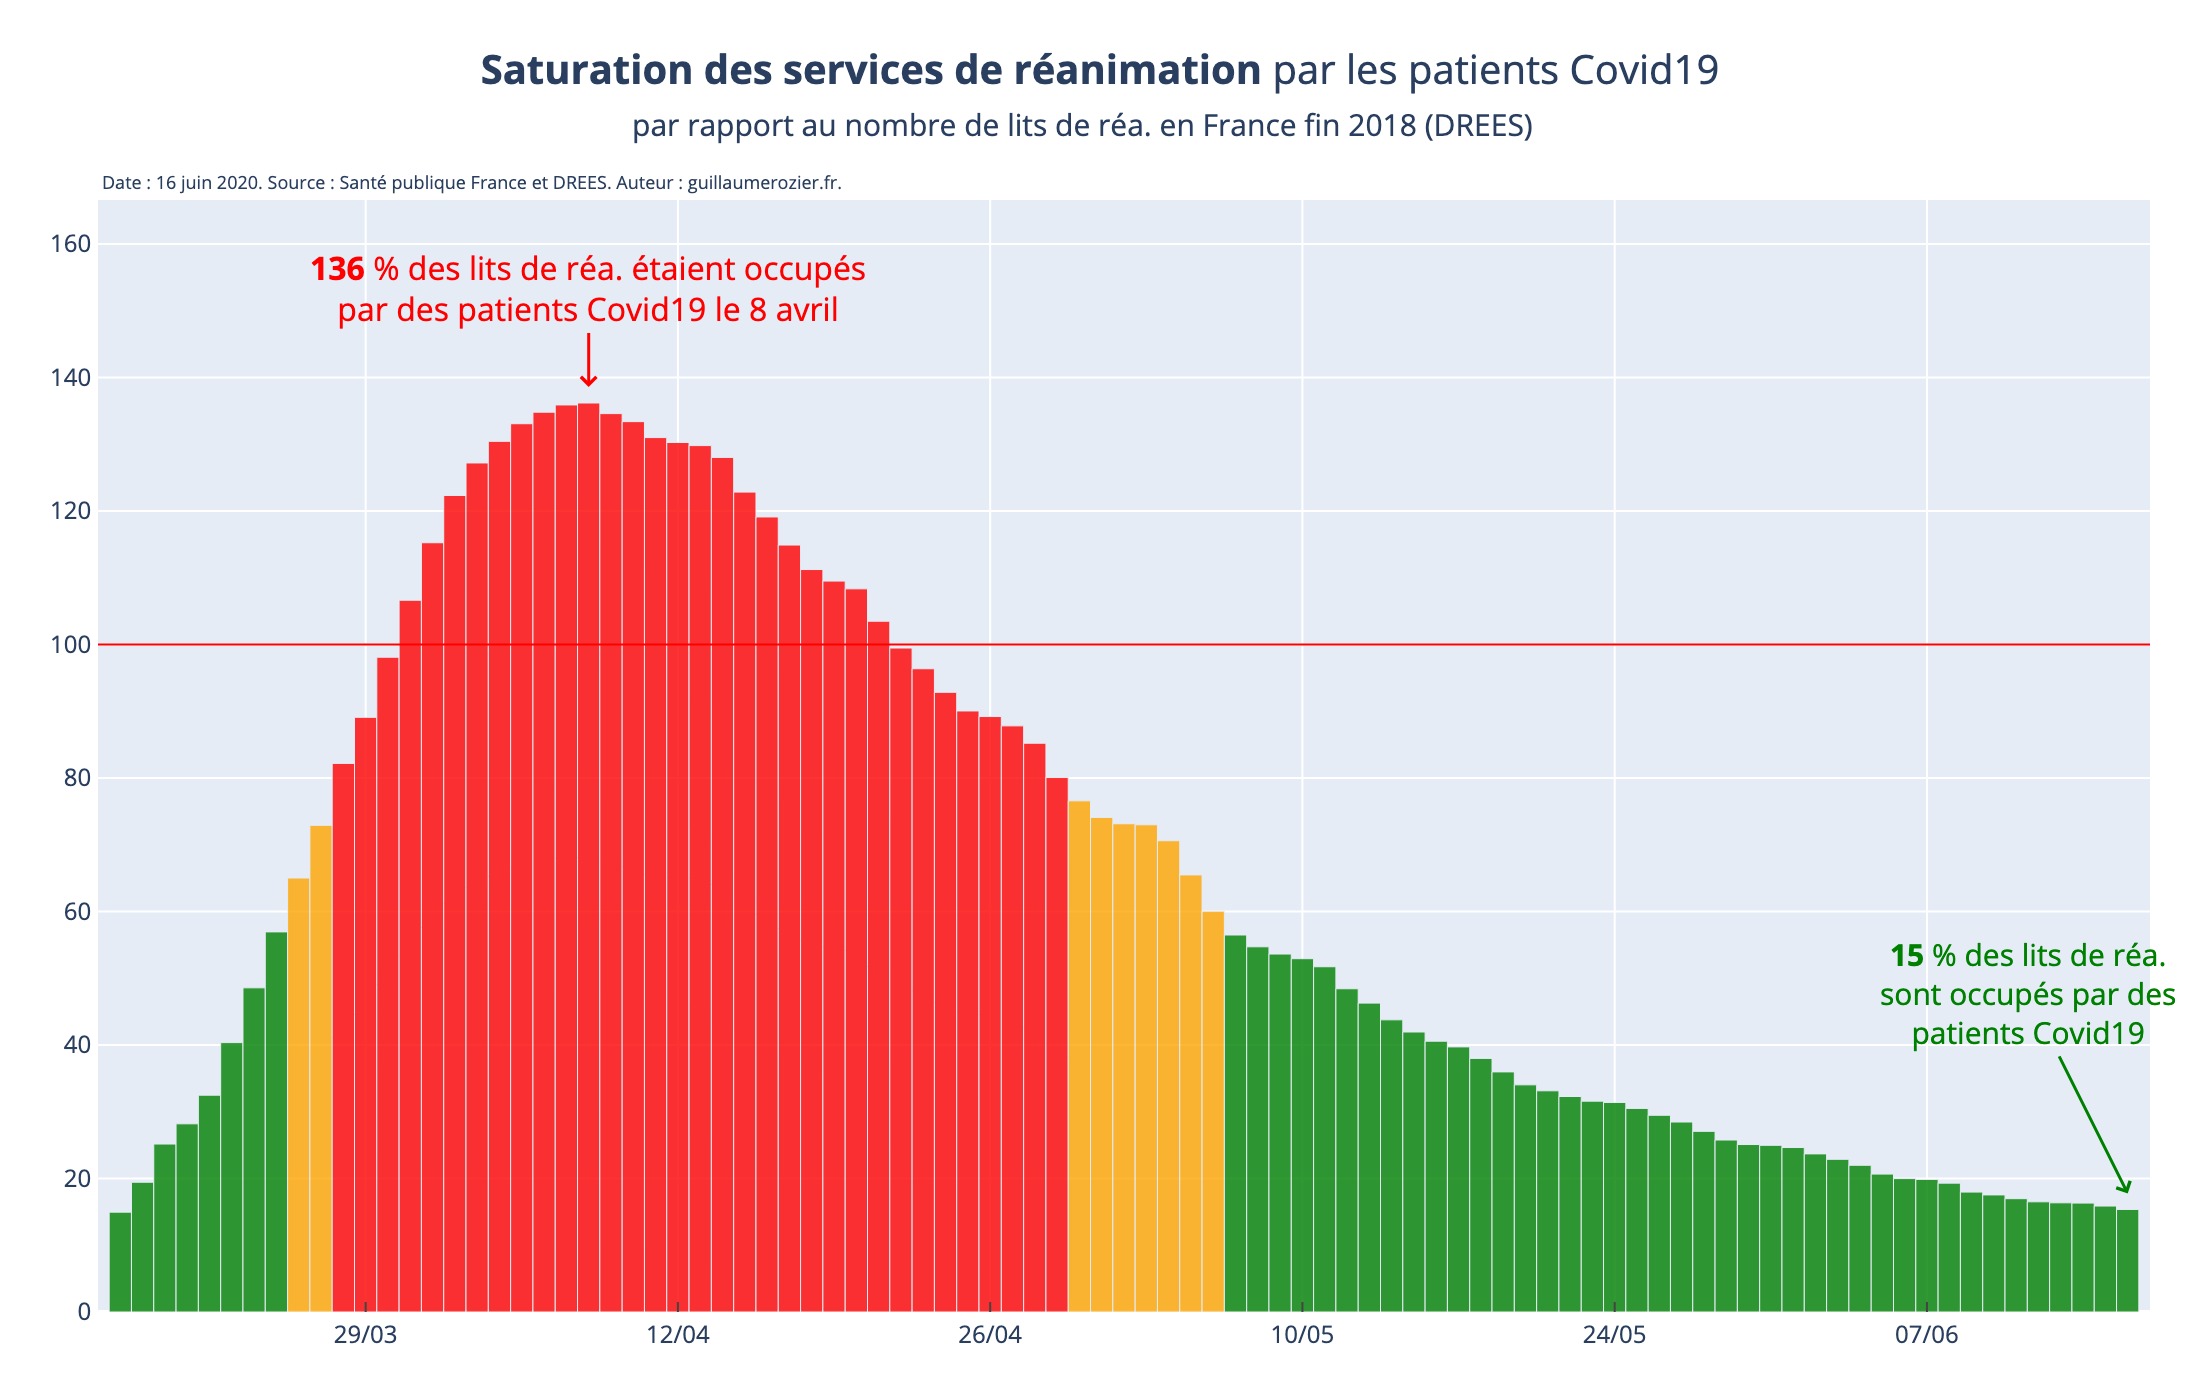 Saturation des services de réanimation par les patients Covid19
par rapport au nombre de lits de réa. en France fin 2018 (DREES)
Date : 16 juin 2020. Source : Santé publique France et DREES. Auteur : guillaumerozier.fr.
160
136 % des lits de réa. étaient occupés
par des patients Covid19 le 8 avril
140
120
100
80
60
15 % des lits de réa.
sont occupés par des
patients Covid19
40
20
0
29/03 12/04 26/04 10/05 24/05 07/06